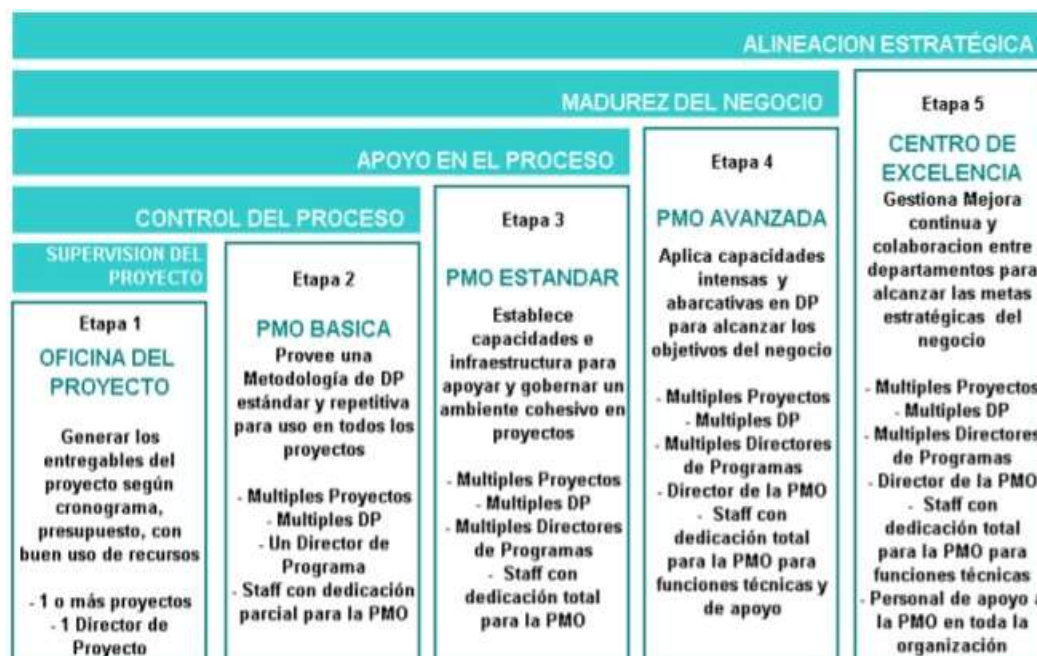 ALINEACION ESTRATÉGICA
MADUREZ DEL NEGOCIO
APOYO EN EL PROCESO
CONTROL DEL PROCESO
SUPERVISION DEL
PROYECTO
Etapa 1
OFICINA DEL
PROYECTO
Generar los
entregables del
proyecto según
cronograma,
presupuesto, con
buen uso de recursos
- 1 o más proyectos
- 1 Director de
Proyecto
Etapa 2
PMO BASICA
Provee una
Metodología de DP
estándar y repetitiva
para uso en todos los
proyectos
- Multiples Proyectos
- Multiples DP
- Un Director de
Programa
- Staff con dedicación
parcial para la PMO
Etapa 3
PMO ESTANDAR
Establece
capacidades e
infraestructura para
apoyar y gobernar un
ambiente cohesivo en
proyectos
- Multiples Proyectos
- Multiples DP
- Multiples Directores
de Programas
- Staff con
dedicación total
para la PMO
Etapa 4
PMO AVANZADA
Aplica capacidades
intensas y
abarcativas en DP
para alcanzar los
objetivos del negocio
- Multiples Proyectos
- Multiples DP
- Multiples Directores
de Programas
- Director de la PMO
- Staff con
dedicación total
para la PMO para
funciones técnicas y
de apoyo
Etapa 5
CENTRO DE
EXCELENCIA
Gestiona Mejora
continua y
colaboracion entre
departamentos para
alcanzar las metas
estratégicas del
negocio
- Multiples Proyectos
- Multiples DP
- Multiples Directores
de Programas
- Director de la PMO
- Staff con
dedicación total
para la PMO para
funciones técnicas
- Personal de apoyo a
la PMO en toda la
organización